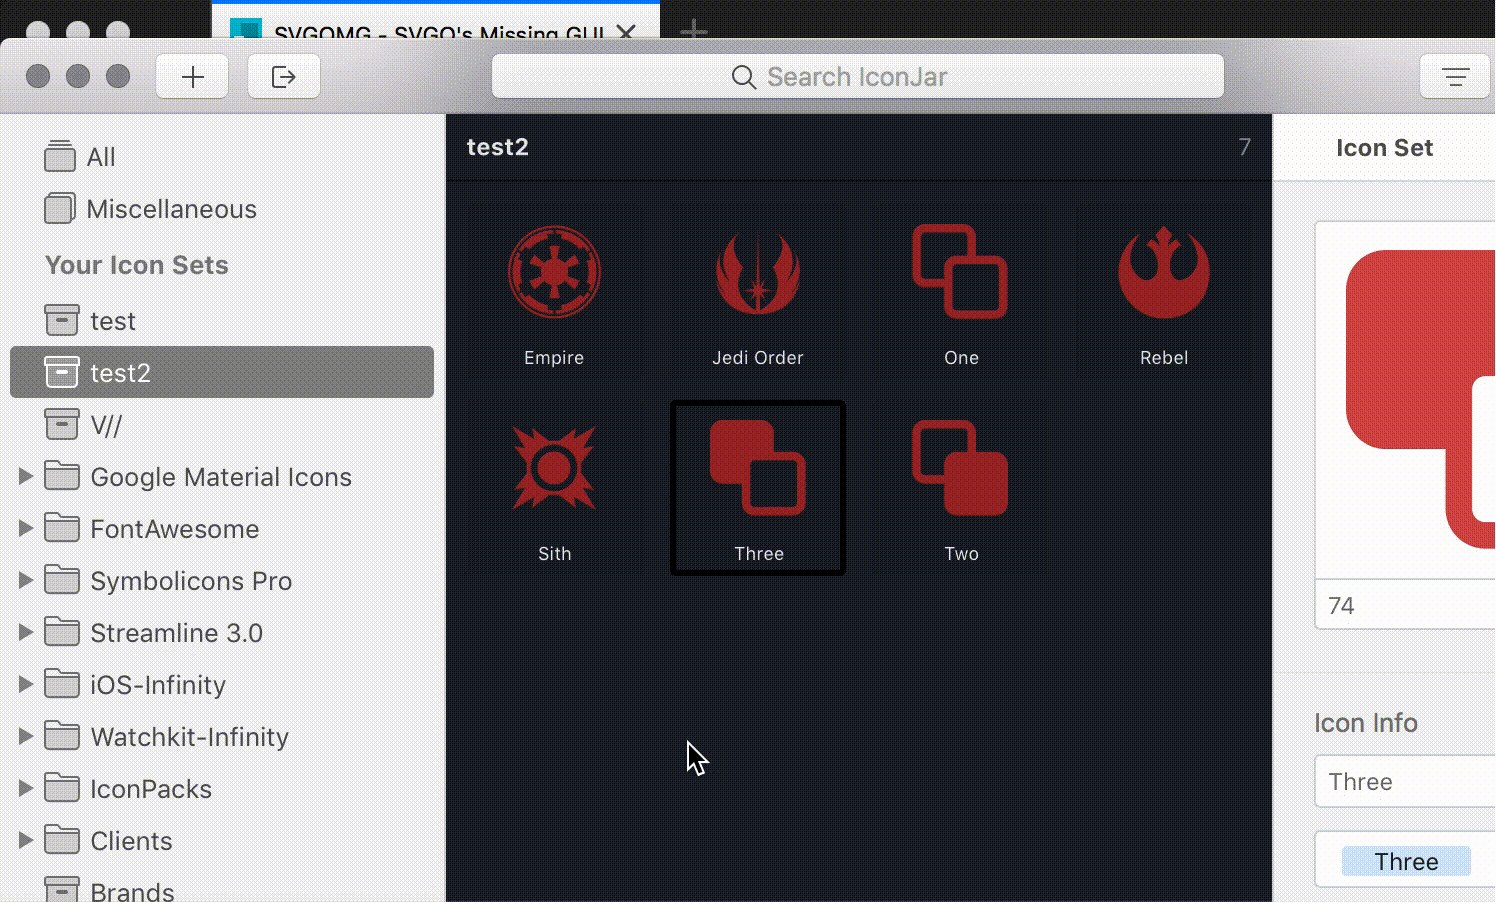 SVGOMG - SVGO's Missing GUI
Search IconJar
All
Miscellaneous
Your Icon Sets
test
test2
V//
Google Material Icons
FontAwesome
Symbolicons Pro
Streamline 3.0
iOS-Infinity
Watchkit-Infinity
IconPacks
Clients
Brands
test2 7
Empire Jedi Order One Rebel
Sith Three Two
Icon Set
74
Icon Info
Three
Three